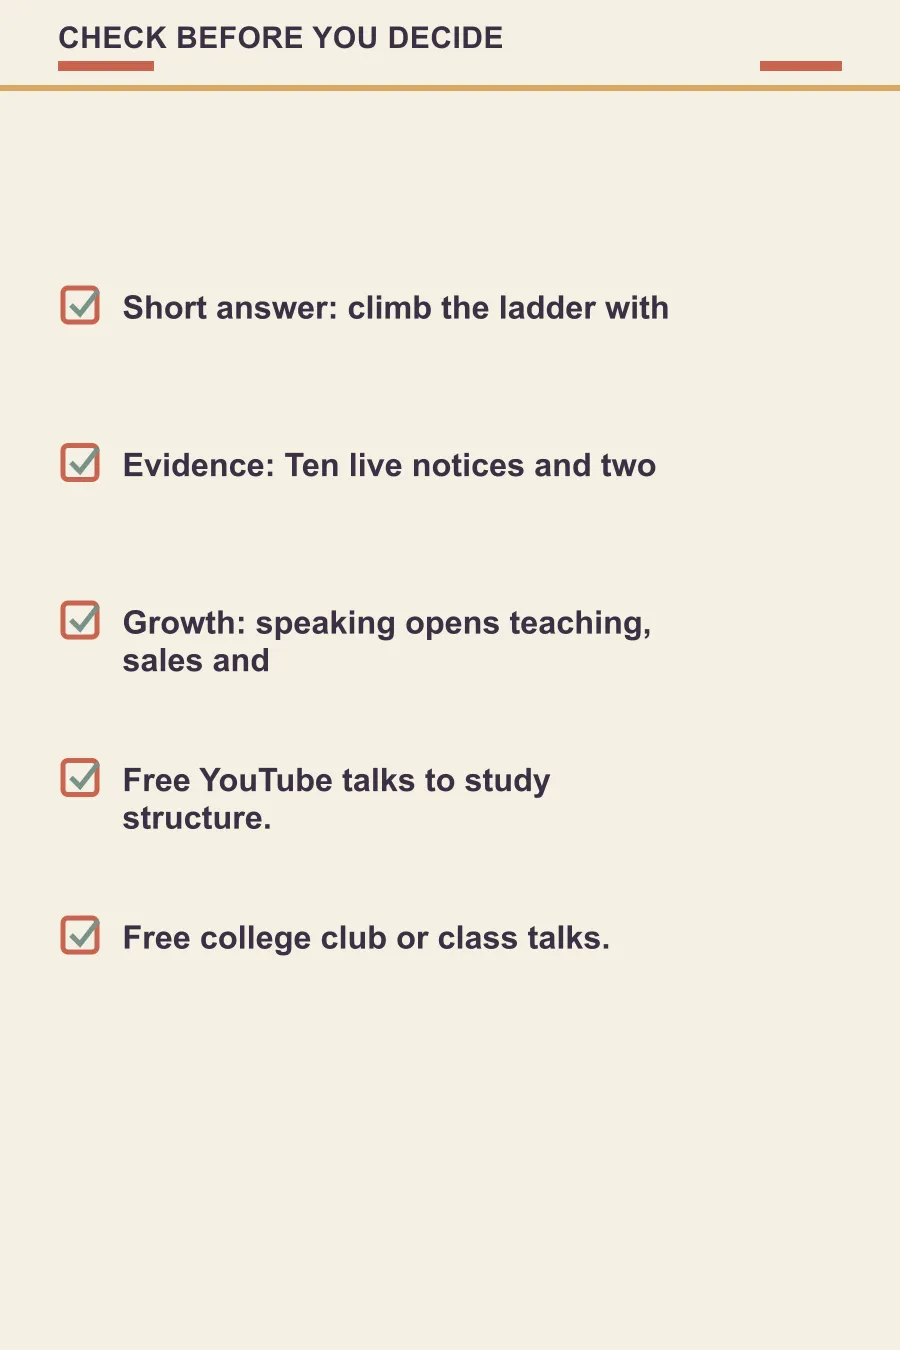 CHECK BEFORE YOU DECIDE
Short answer: climb the ladder with
Evidence: Ten live notices and two
Growth: speaking opens teaching,
sales and
Free YouTube talks to study
structure.
Free college club or class talks.